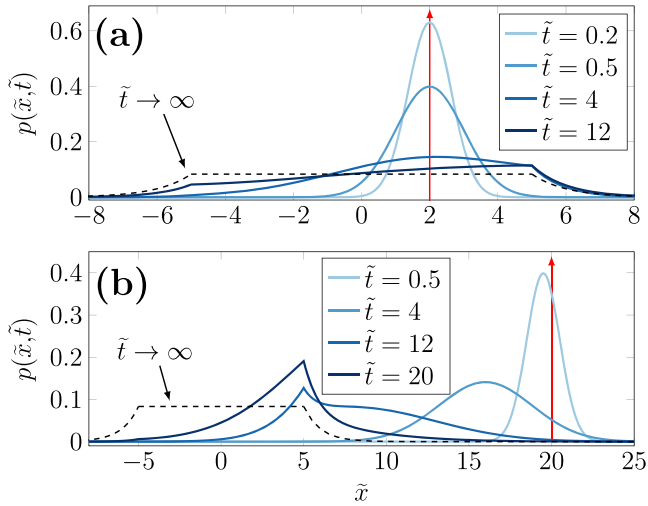 (a)
p(x̃,t̃)
0.6
0.4
0.2
0
t̃ → ∞
t̃ = 0.2
t̃ = 0.5
t̃ = 4
t̃ = 12
−8 −6 −4 −2 0 2 4 6 8
(b)
p(x̃,t̃)
0.4
0.3
0.2
0.1
0
t̃ → ∞
t̃ = 0.5
t̃ = 4
t̃ = 12
t̃ = 20
−5 0 5 10 15 20 25
x̃